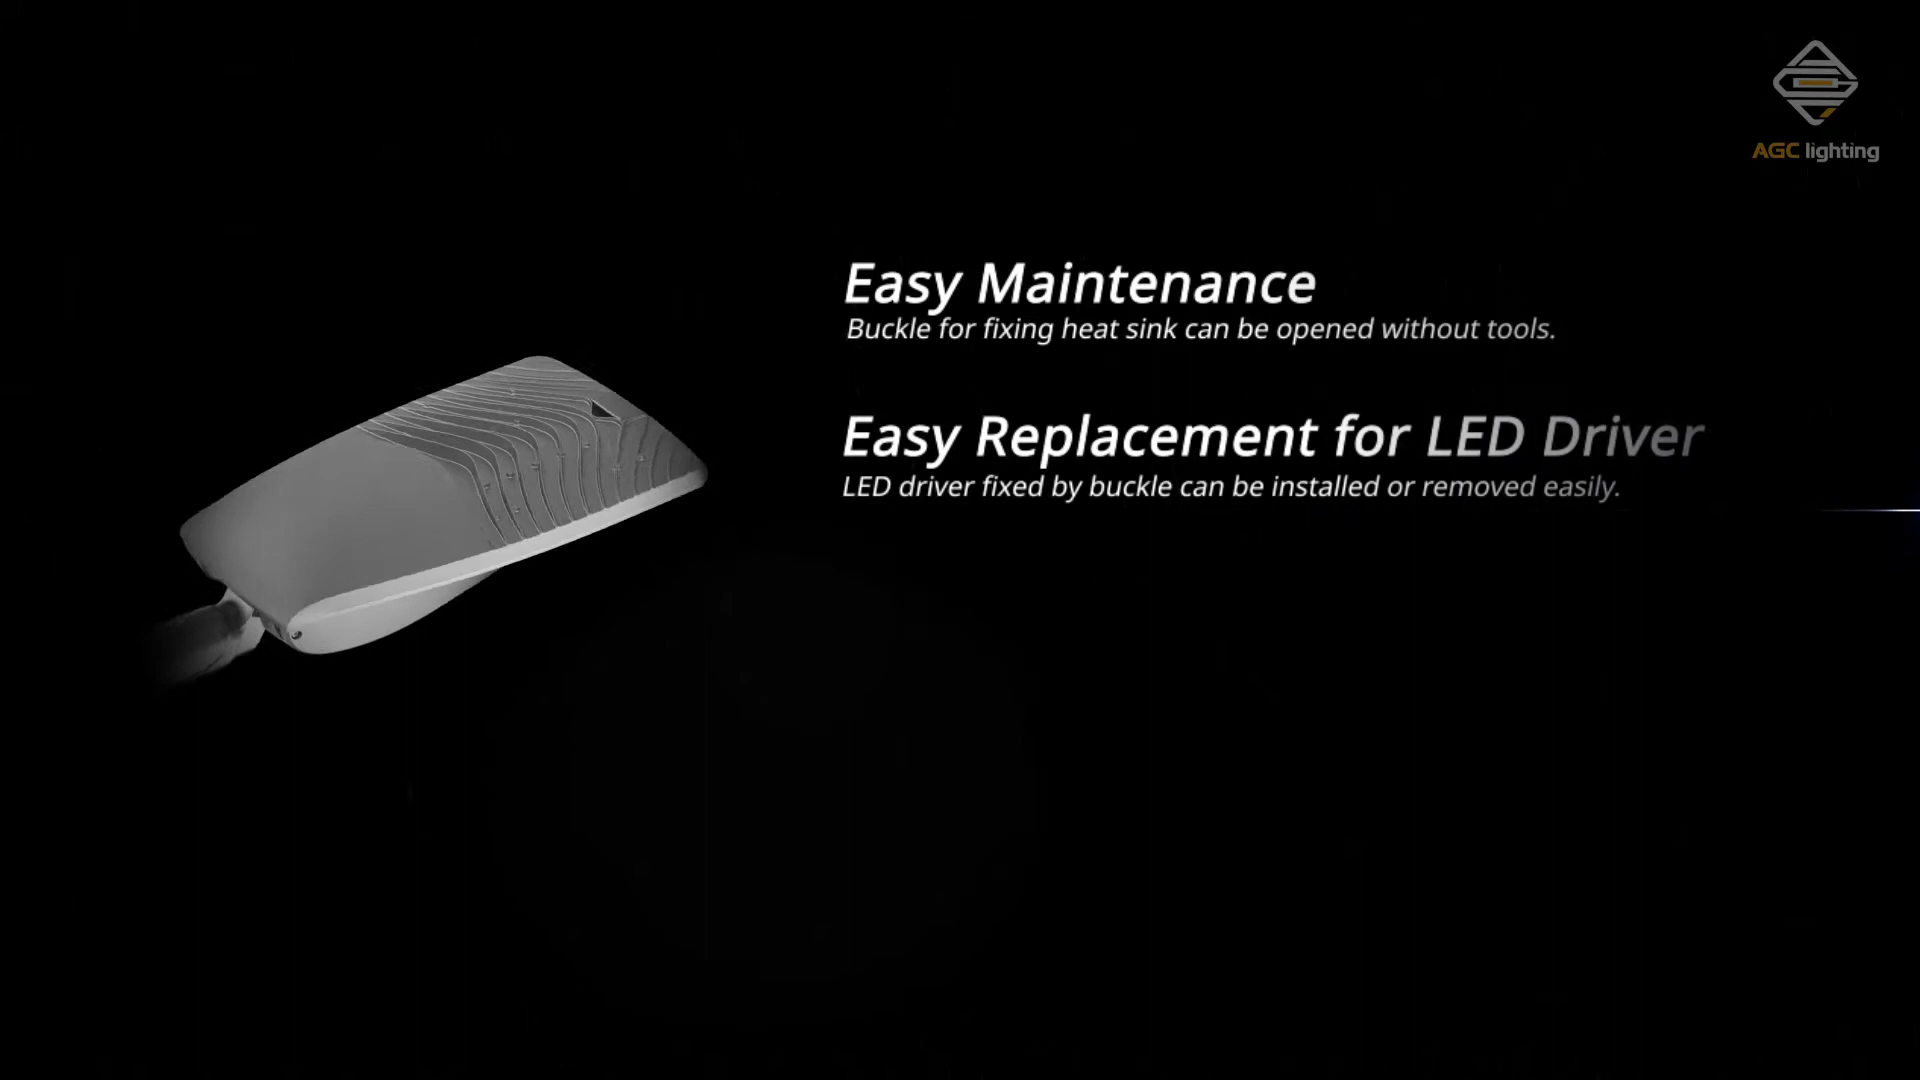 AGC lighting
Easy Maintenance
Buckle for fixing heat sink can be opened without tools.
Easy Replacement for LED Driver
LED driver fixed by buckle can be installed or removed easily.